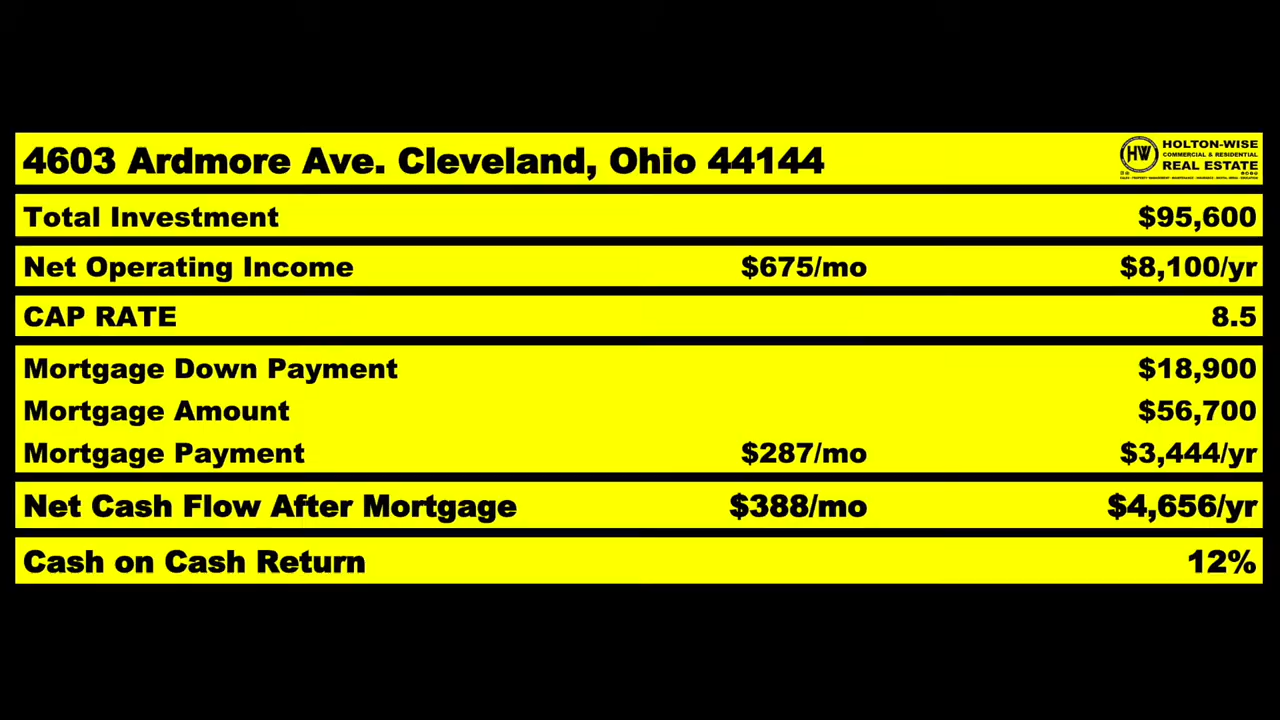 4603 Ardmore Ave. Cleveland, Ohio 44144
HW
HOLTON-WISE
COMMERCIAL & RESIDENTIAL
REAL ESTATE
Total Investment $95,600
Net Operating Income $675/mo $8,100/yr
CAP RATE 8.5
Mortgage Down Payment $18,900
Mortgage Amount $56,700
Mortgage Payment $287/mo $3,444/yr
Net Cash Flow After Mortgage $388/mo $4,656/yr
Cash on Cash Return 12%